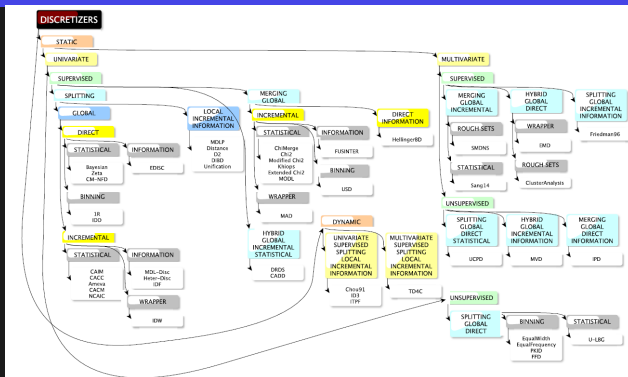 DISCRETIZERS
STATIC
UNIVARIATE
SUPERVISED
SPLITTING
GLOBAL
DIRECT
STATISTICAL
Bayesian
Zeta
CM-NFD
INFORMATION
EDISC
BINNING
1R
IDD
INCREMENTAL
STATISTICAL
CAIM
CACC
Ameva
CACM
NCAIC
INFORMATION
MDL-Disc
Heter-Disc
IDF
WRAPPER
IDW
LOCAL
INCREMENTAL
INFORMATION
MDLP
Distance
D2
DIBD
Unification
MERGING
GLOBAL
INCREMENTAL
STATISTICAL
ChiMerge
Chi2
Modified Chi2
Khiops
Extended Chi2
MODL
INFORMATION
FUSINTER
BINNING
USD
WRAPPER
MAD
DIRECT
INFORMATION
HellingerBD
HYBRID
GLOBAL
INCREMENTAL
STATISTICAL
DRDS
CADD
DYNAMIC
UNIVARIATE
SUPERVISED
SPLITTING
LOCAL
INCREMENTAL
INFORMATION
Chou91
ID3
ITPF
MULTIVARIATE
SUPERVISED
SPLITTING
LOCAL
INCREMENTAL
INFORMATION
TD4C
MULTIVARIATE
SUPERVISED
MERGING
GLOBAL
INCREMENTAL
ROUGH SETS
SMDNS
STATISTICAL
Sang14
HYBRID
GLOBAL
DIRECT
WRAPPER
EMD
ROUGH SETS
ClusterAnalysis
SPLITTING
GLOBAL
INCREMENTAL
INFORMATION
Friedman96
UNSUPERVISED
SPLITTING
GLOBAL
DIRECT
STATISTICAL
UCPD
HYBRID
GLOBAL
INCREMENTAL
INFORMATION
MVD
MERGING
GLOBAL
DIRECT
INFORMATION
IPD
UNSUPERVISED
SPLITTING
GLOBAL
DIRECT
BINNING
EqualWidth
EqualFrequency
PKID
FFD
STATISTICAL
U-LBG